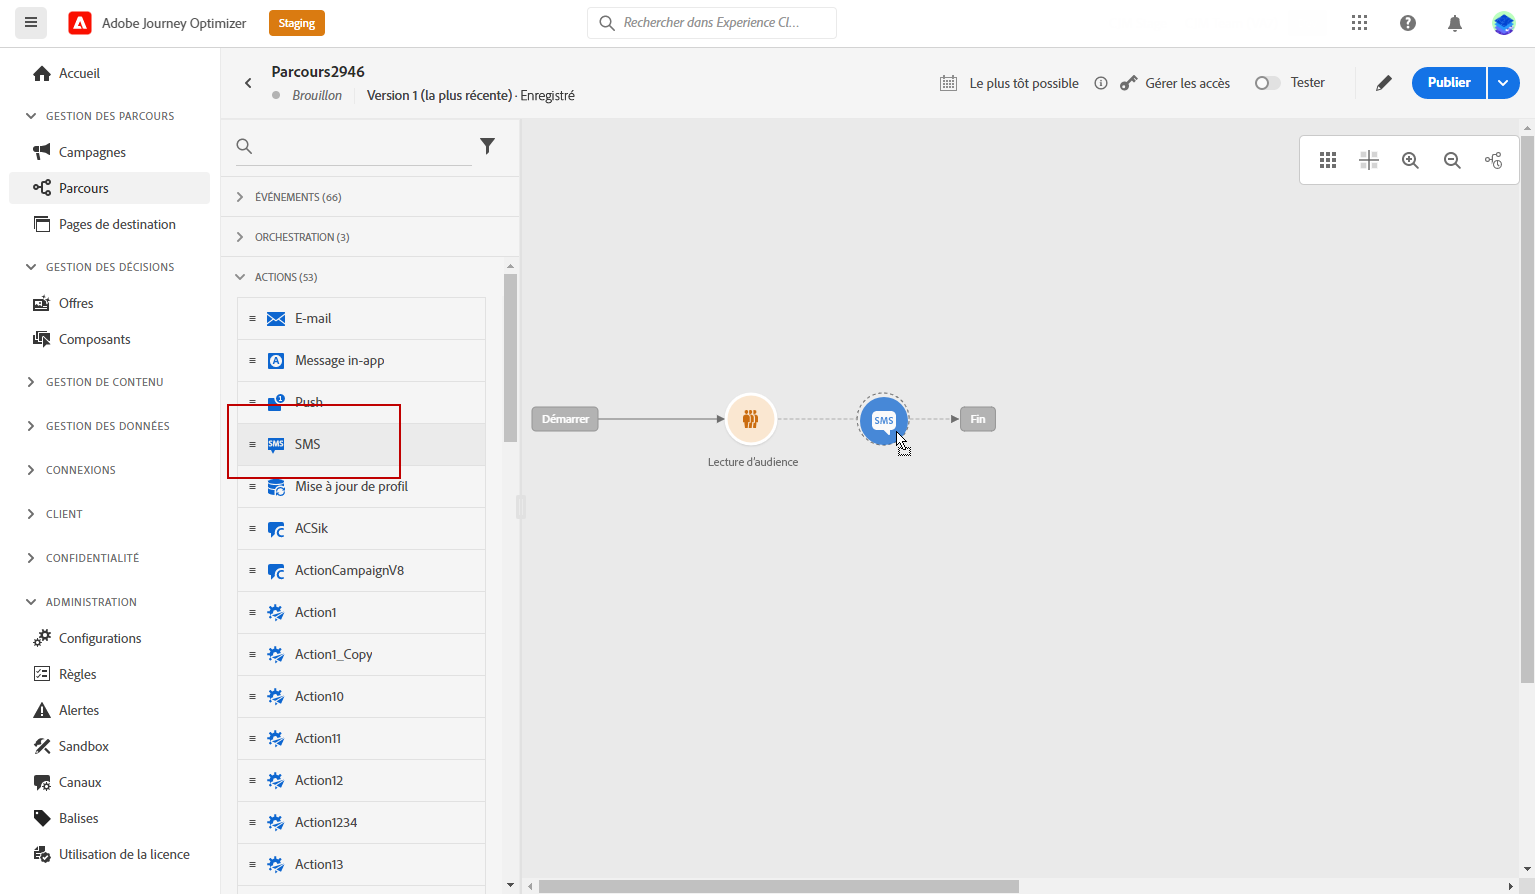 Adobe Journey Optimizer
Staging
Rechercher dans Experience Cl...
Accueil
GESTION DES PARCOURS
Campagnes
Parcours
Pages de destination
GESTION DES DÉCISIONS
Offres
Composants
GESTION DE CONTENU
GESTION DES DONNÉES
CONNEXIONS
CLIENT
CONFIDENTIALITÉ
ADMINISTRATION
Configurations
Règles
Alertes
Sandbox
Canaux
Balises
Utilisation de la licence
Parcours2946
Brouillon
Version 1 (la plus récente) · Enregistré
Le plus tôt possible
Gérer les accès
Tester
Publier
ÉVÉNEMENTS (66)
ORCHESTRATION (3)
ACTIONS (53)
E-mail
Message in-app
Push
SMS SMS
Mise à jour de profil
ACSik
ActionCampaignV8
Action1
Action1_Copy
Action10
Action11
Action12
Action1234
Action13
Démarrer
Lecture d'audience
SMS
Fin